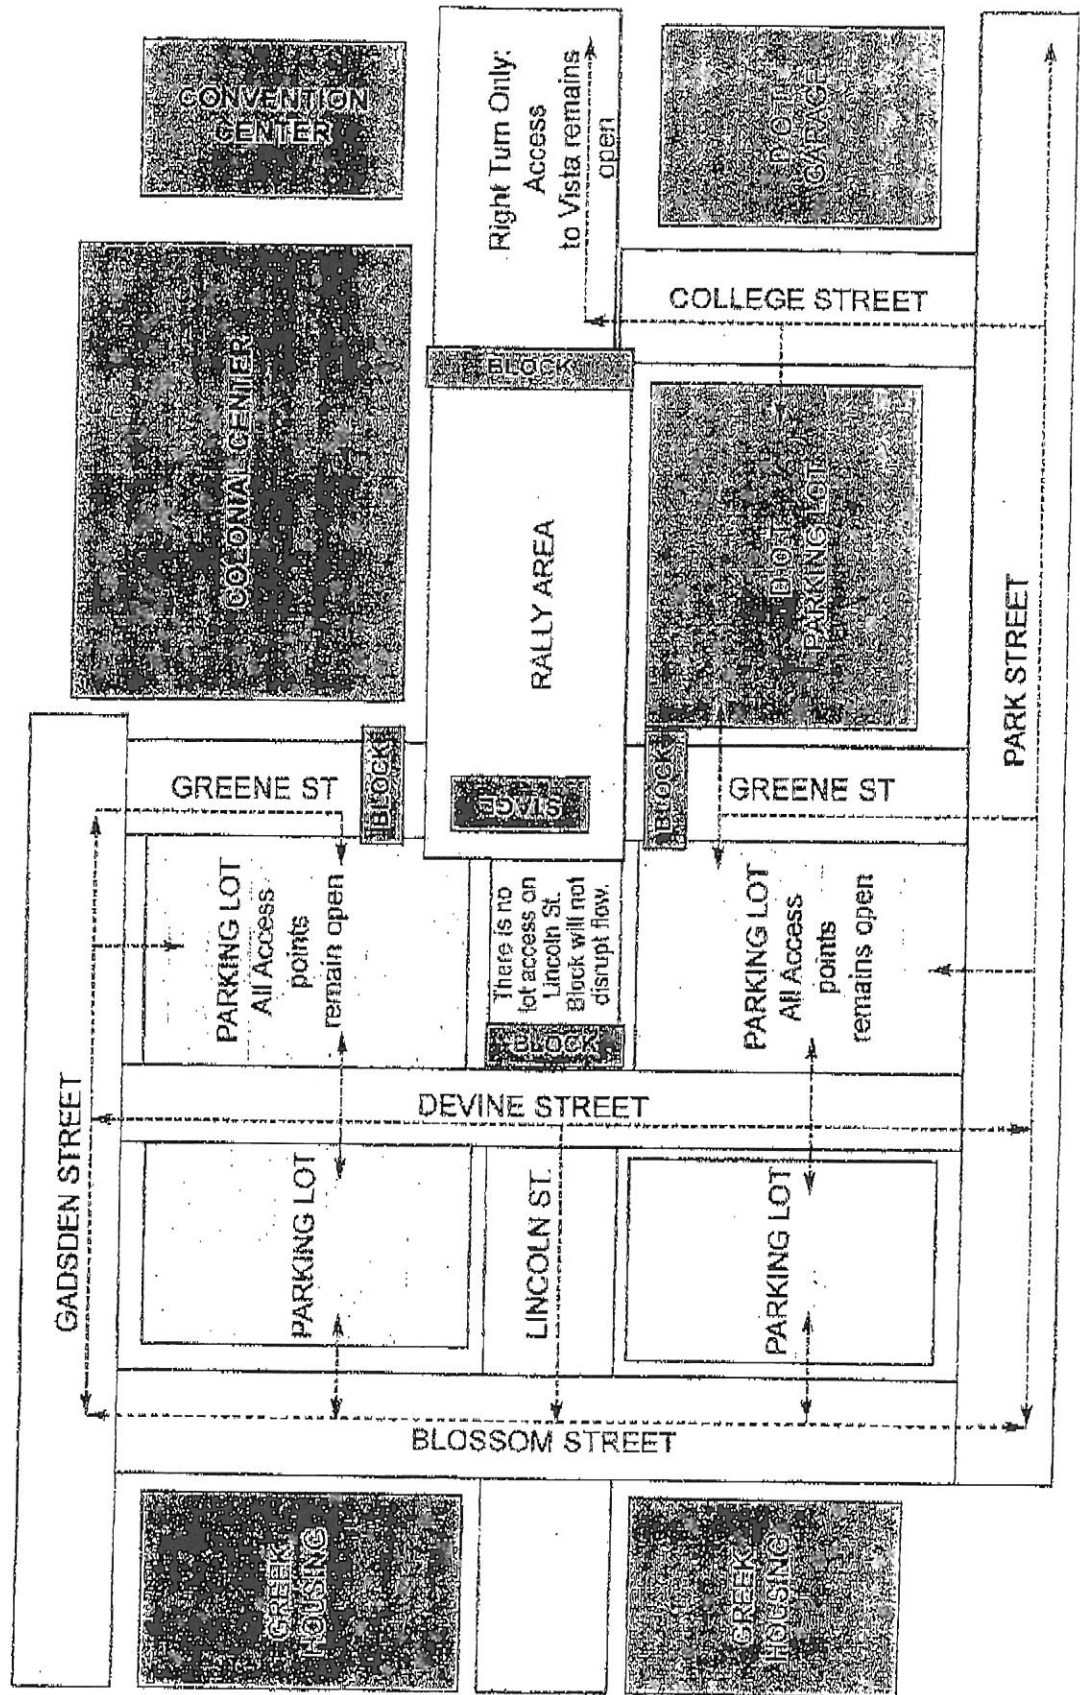 CONVENTION
CENTER
Right Turn Only:
Access
to Vista remains
open
D.O.T.
GARAGE
COLLEGE STREET
COLONIAL CENTER
BLOCK
RALLY AREA
D.O.T.
PARKING LOT
PARK STREET
GREENE ST
BLOCK
STAGE
BLOCK
GREENE ST
PARKING LOT
All Access
points
remain open
There is no
lot access on
Lincoln St.
Block will not
disrupt flow.
BLOCK
PARKING LOT
All Access
points
remains open
GADSDEN STREET
DEVINE STREET
PARKING LOT
LINCOLN ST.
PARKING LOT
BLOSSOM STREET
GREEK
HOUSING
GREEK
HOUSING